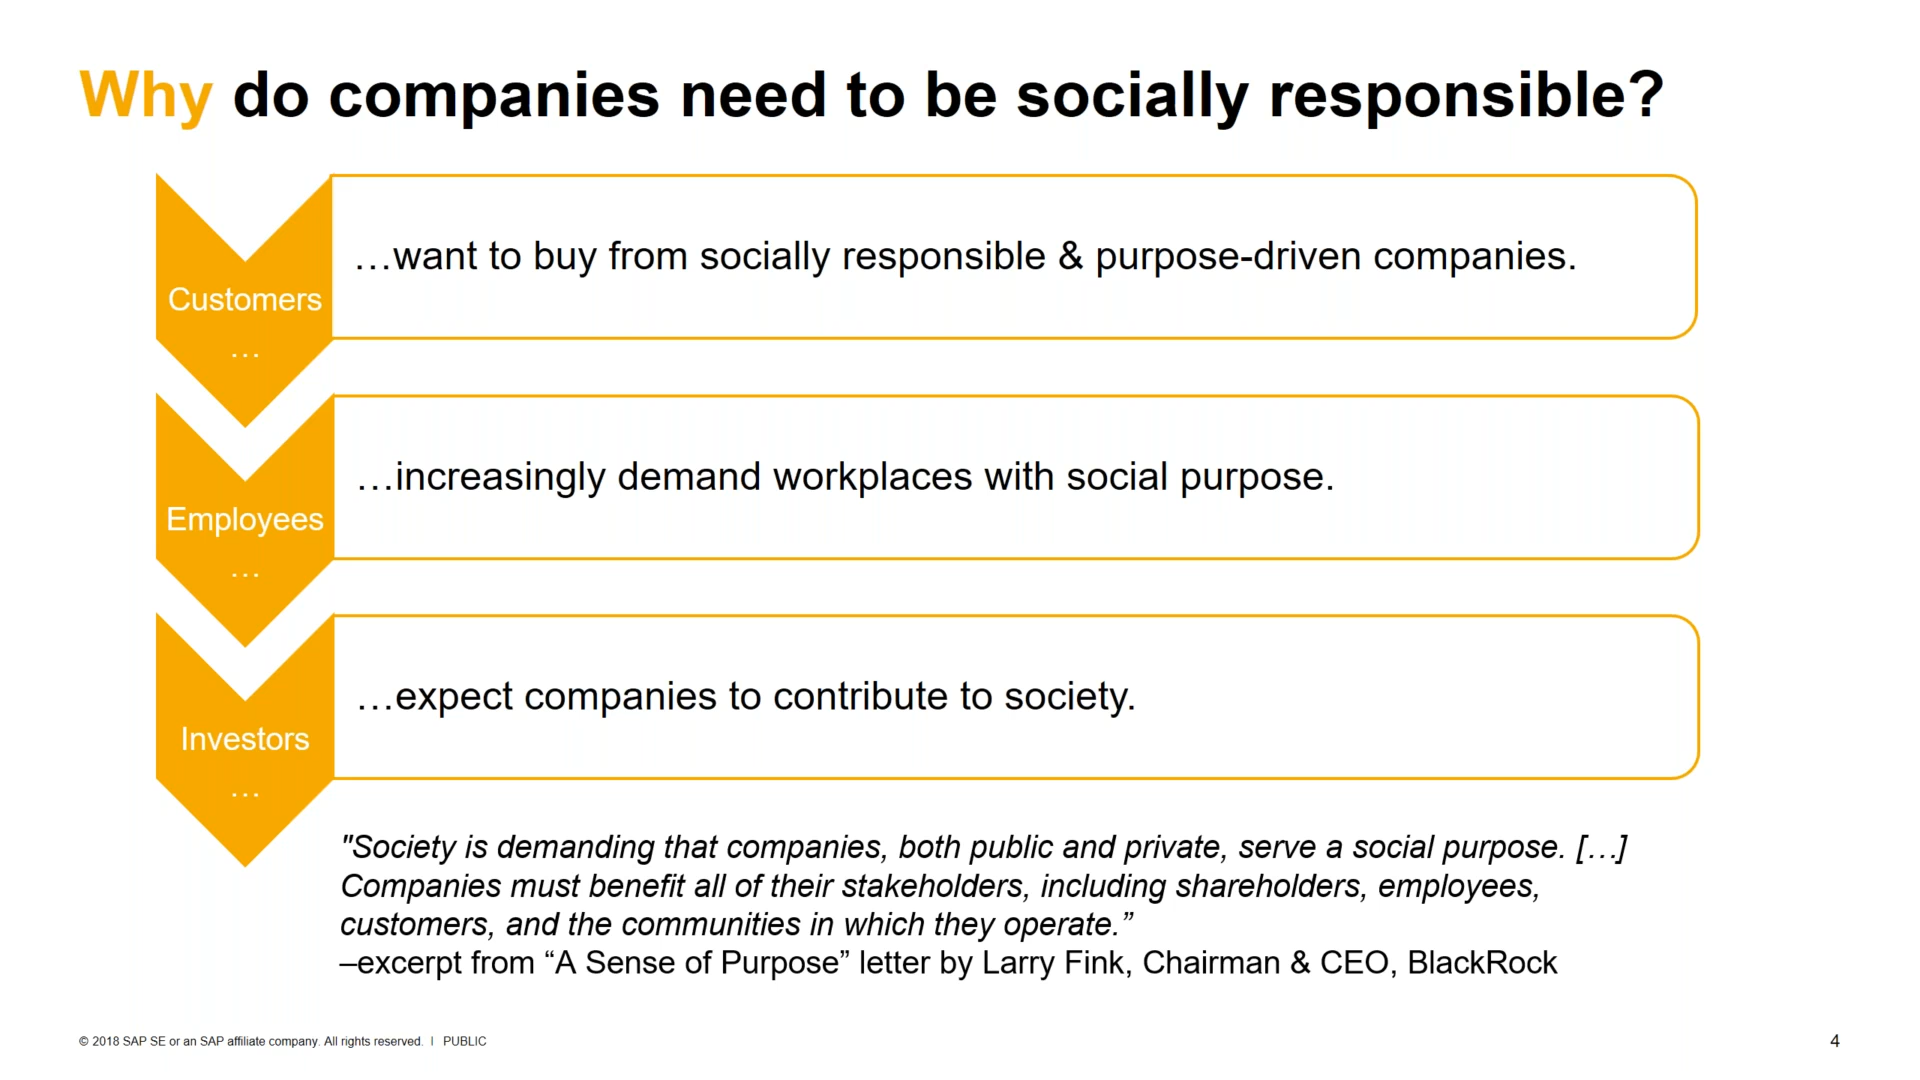 Why do companies need to be socially responsible?
Customers
…
…want to buy from socially responsible & purpose-driven companies.
Employees
…
…increasingly demand workplaces with social purpose.
Investors
…
…expect companies to contribute to society.
"Society is demanding that companies, both public and private, serve a social purpose. […]
Companies must benefit all of their stakeholders, including shareholders, employees,
customers, and the communities in which they operate.”
–excerpt from “A Sense of Purpose” letter by Larry Fink, Chairman & CEO, BlackRock
© 2018 SAP SE or an SAP affiliate company. All rights reserved. | PUBLIC
4